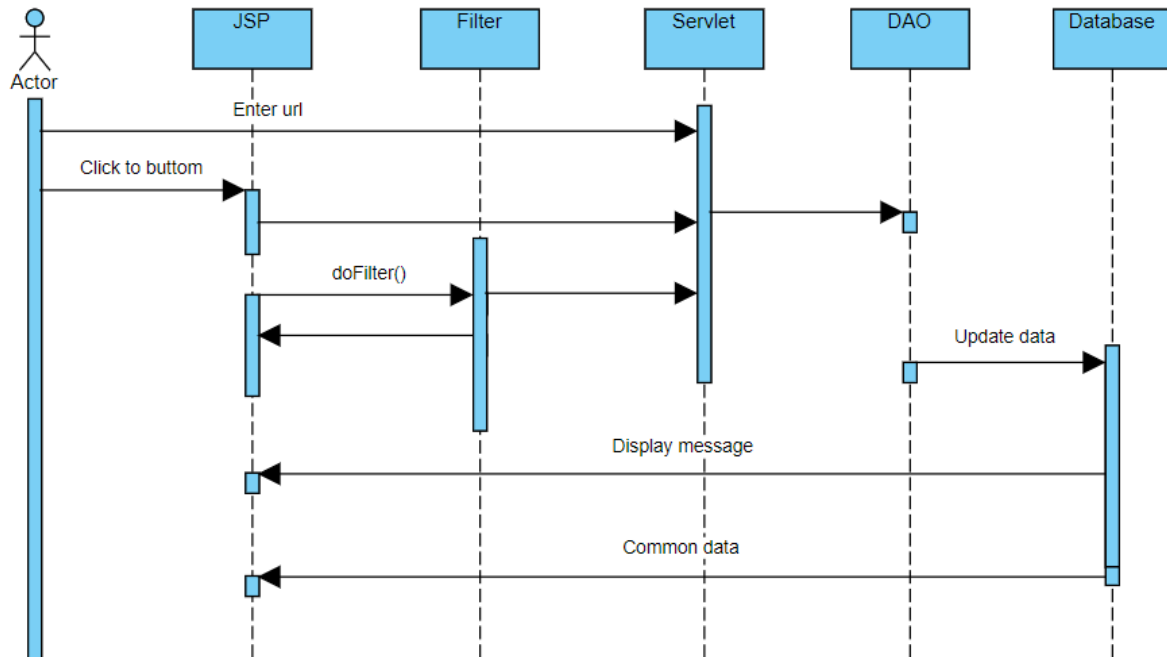 JSP
Filter
Servlet
DAO
Database
Actor
Enter url
Click to buttom
doFilter()
Update data
Display message
Common data